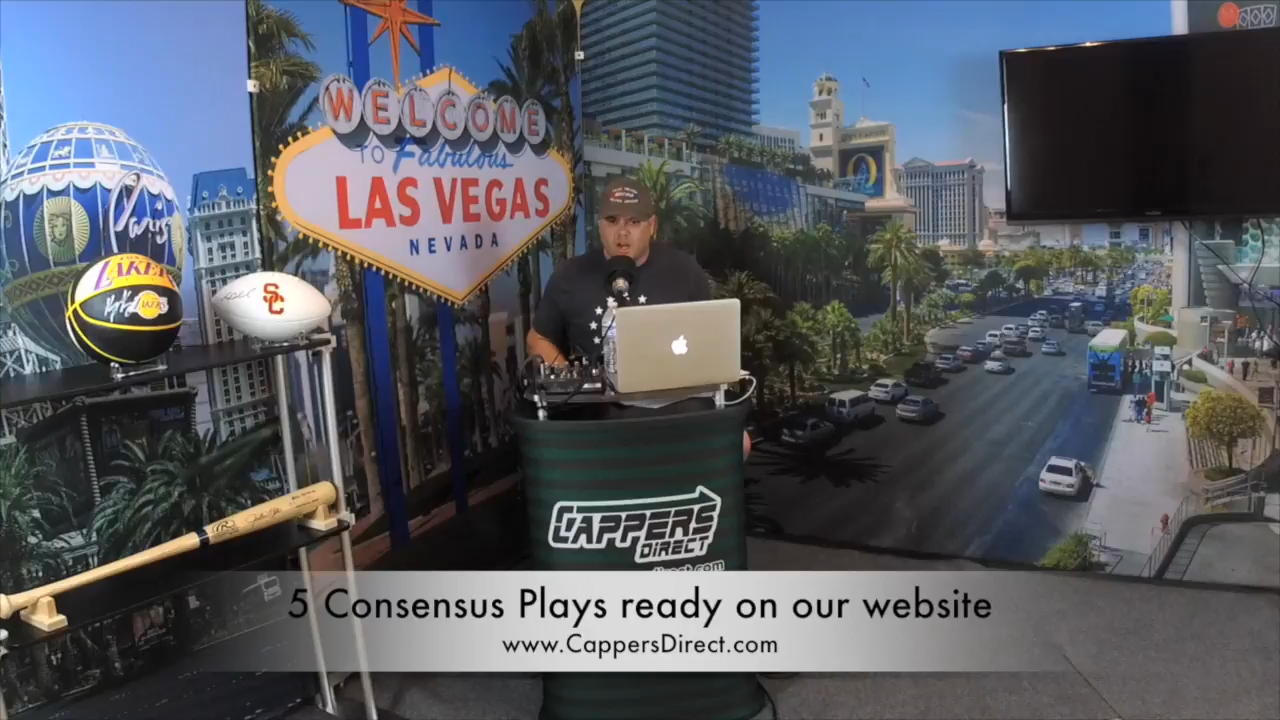 WELCOME
TO Fabulous
LAS VEGAS
NEVADA
Paris
LAKERS
SC
CAPPERS
DIRECT
5 Consensus Plays ready on our website
www.CappersDirect.com